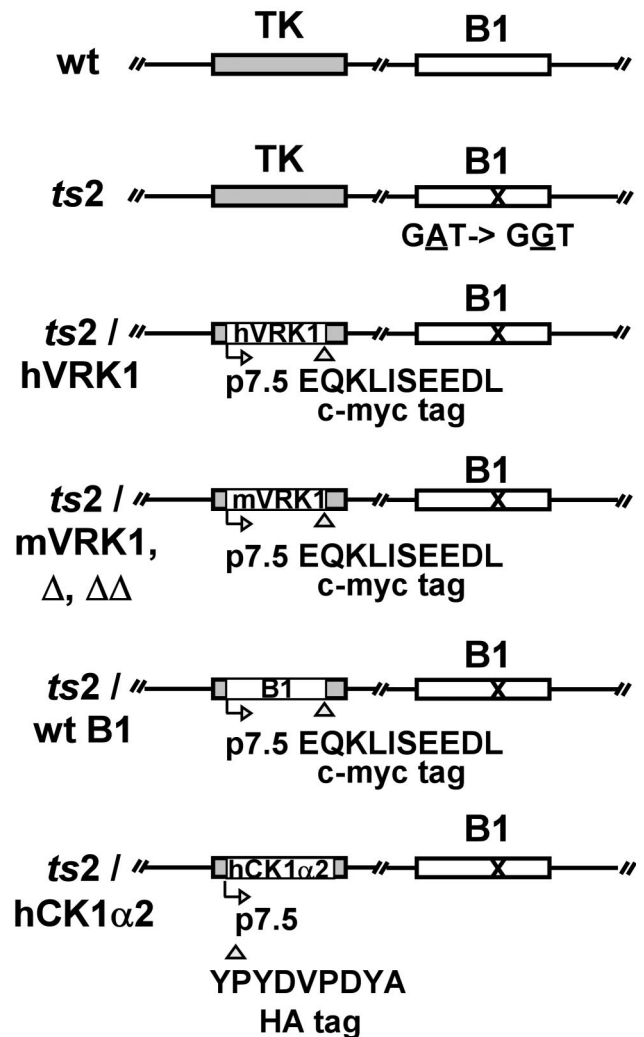 TK B1
wt
TK B1
ts2
GAT-> GGT
B1
ts2 / hVRK1
hVRK1
p7.5 EQKLISEEDL
c-myc tag
B1
ts2 / mVRK1
mVRK1,
p7.5 EQKLISEEDL
Δ, ΔΔ
c-myc tag
B1
ts2 / B1
wt B1
p7.5 EQKLISEEDL
c-myc tag
B1
ts2 / hCK1α2
hCK1α2
p7.5
YPYDVPDYA
HA tag